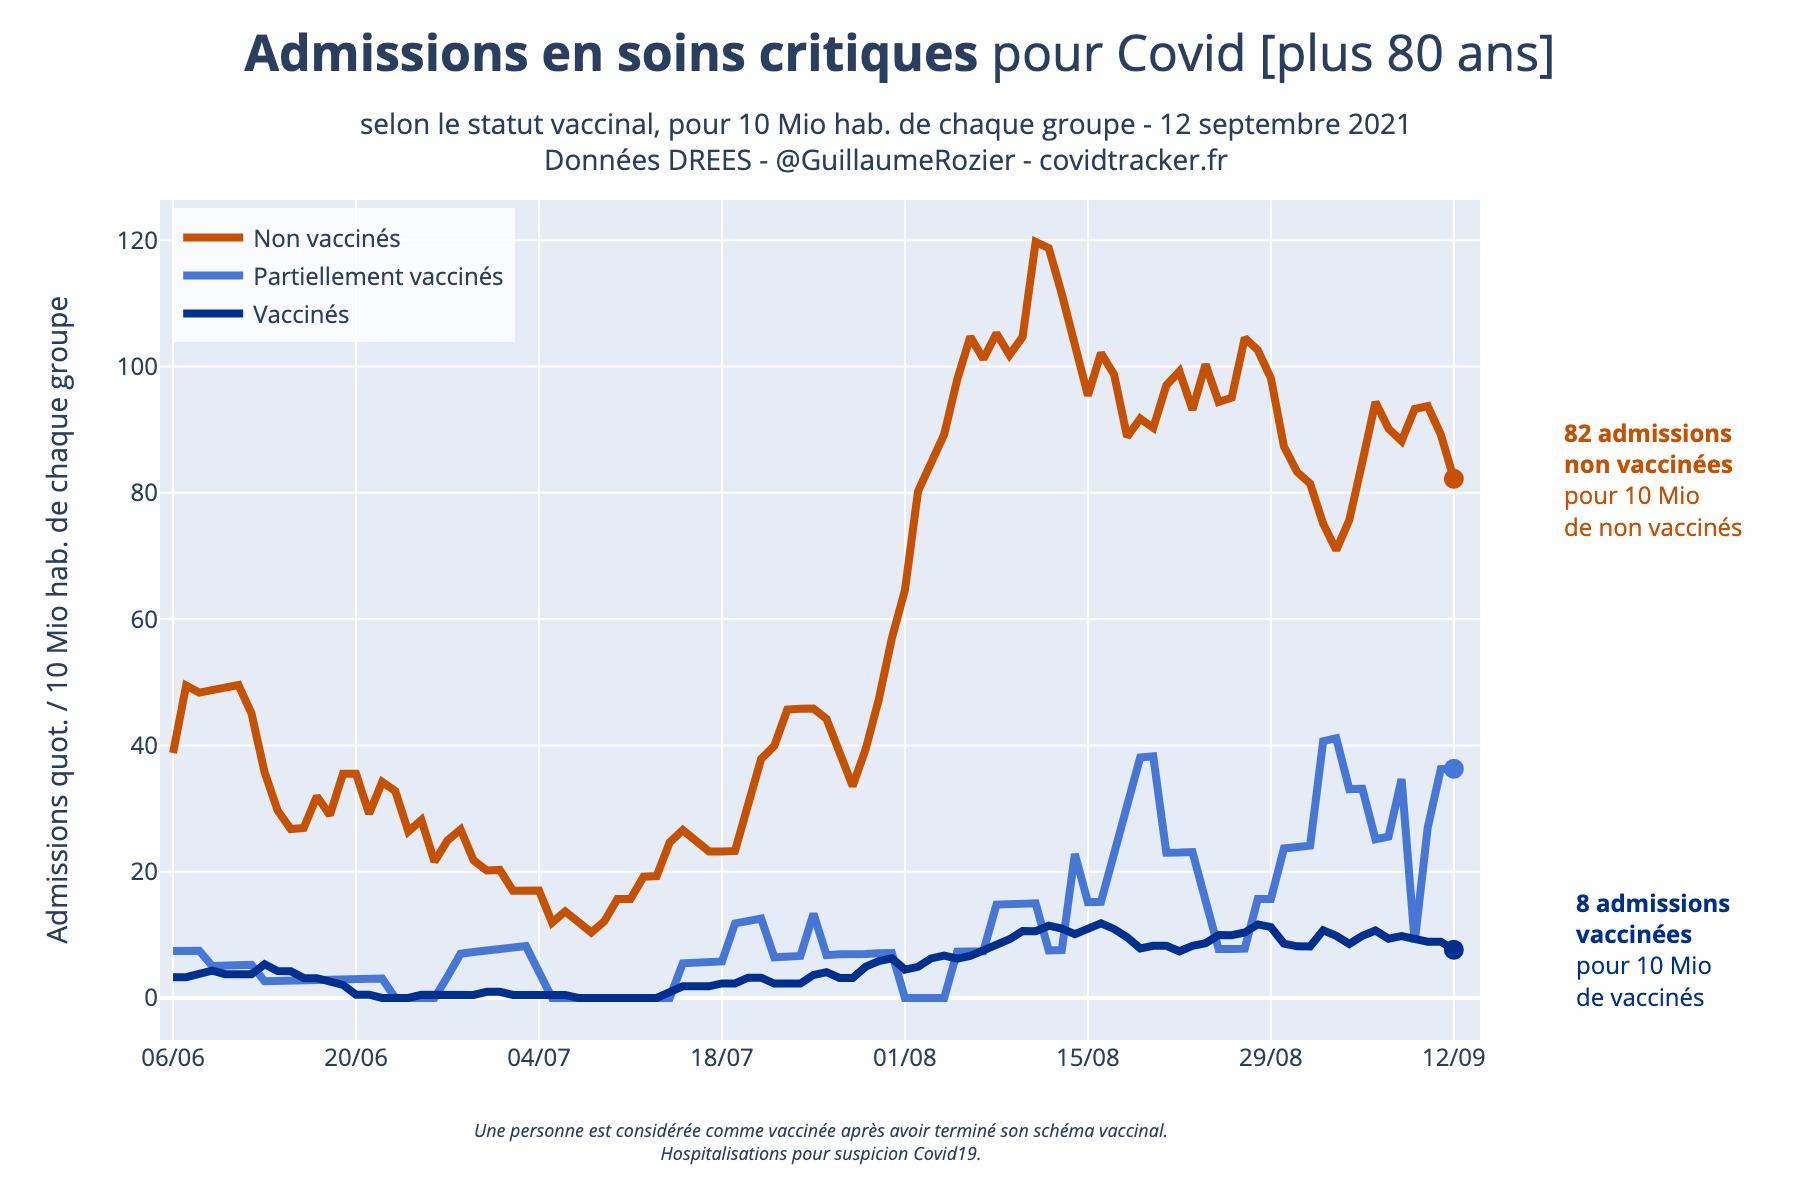 Admissions en soins critiques pour Covid [plus 80 ans]
selon le statut vaccinal, pour 10 Mio hab. de chaque groupe - 12 septembre 2021
Données DREES - @GuillaumeRozier - covidtracker.fr
Non vaccinés
Partiellement vaccinés
Vaccinés
Admissions quot. / 10 Mio hab. de chaque groupe
120
100
80
60
40
20
0
06/06
20/06
04/07
18/07
01/08
15/08
29/08
12/09
82 admissions
non vaccinées
pour 10 Mio
de non vaccinés
8 admissions
vaccinées
pour 10 Mio
de vaccinés
Une personne est considérée comme vaccinée après avoir terminé son schéma vaccinal.
Hospitalisations pour suspicion Covid19.